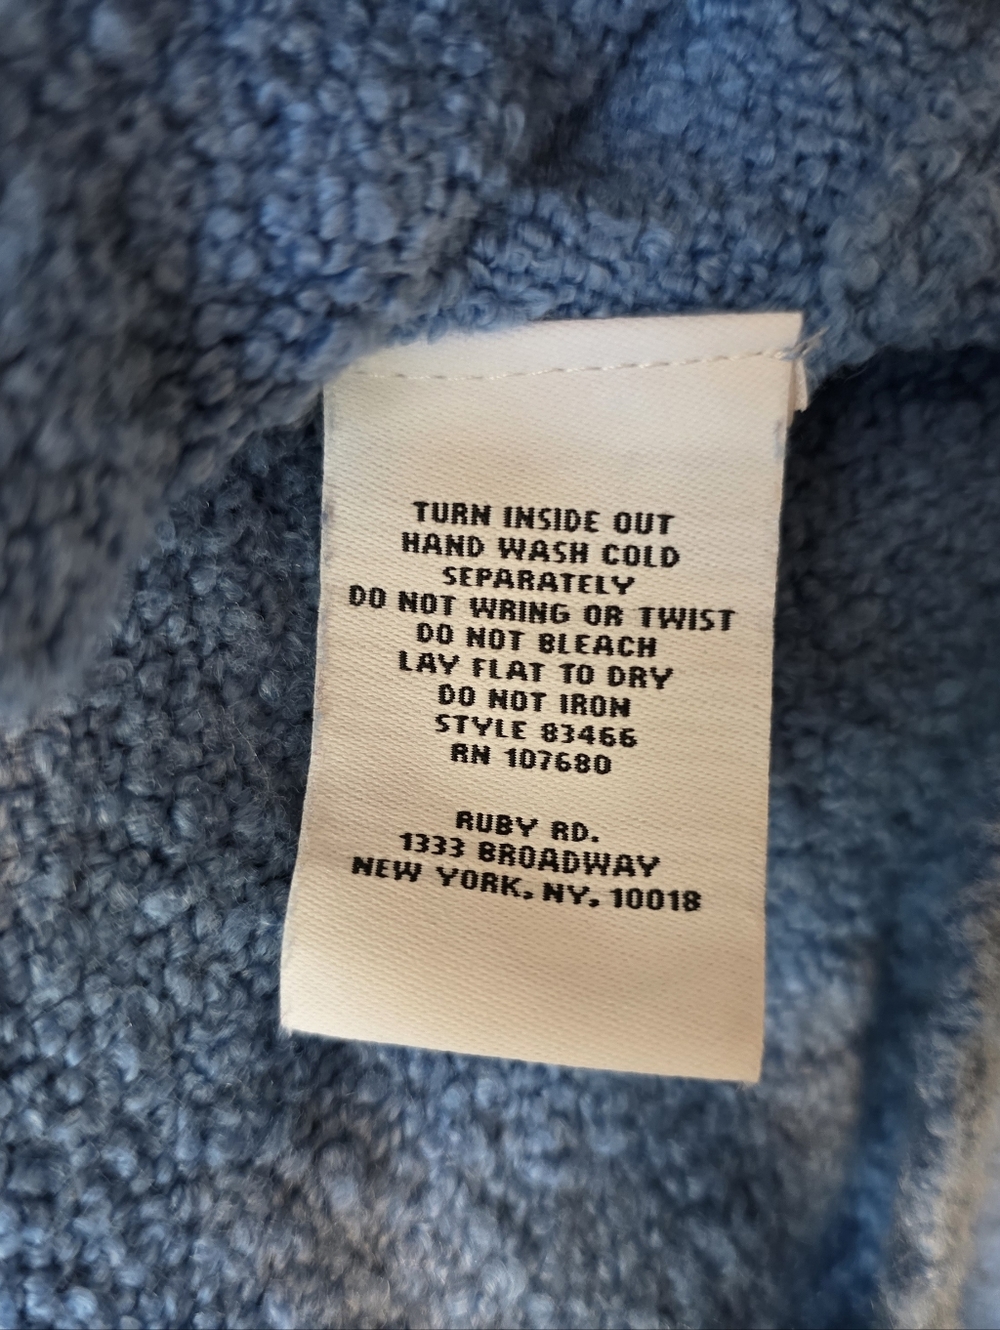 TURN INSIDE OUT
HAND WASH COLD
SEPARATELY
DO NOT WRING OR TWIST
DO NOT BLEACH
LAY FLAT TO DRY
DO NOT IRON
STYLE 83466
RN 107680
RUBY RD.
1333 BROADWAY
NEW YORK, NY, 10018